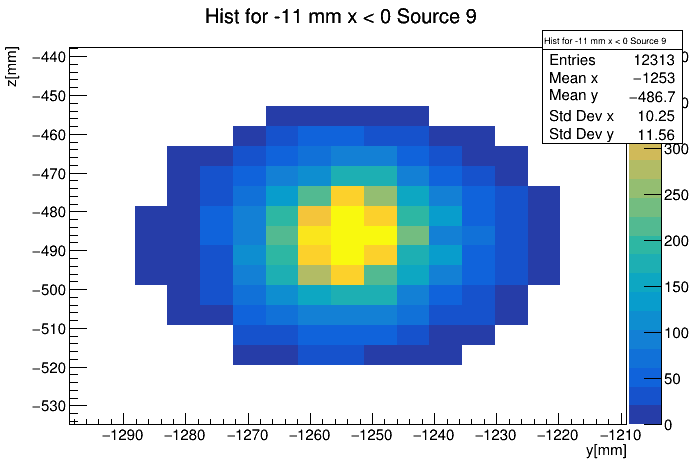 Hist for -11 mm x < 0 Source 9
z[mm]
−440
−450
−460
−470
−480
−490
−500
−510
−520
−530
−1290
−1280
−1270
−1260
−1250
−1240
−1230
−1220
−1210
y[mm]
Hist for -11 mm x < 0 Source 9
Entries 12313
Mean x −1253
Mean y −486.7
Std Dev x 10.25
Std Dev y 11.56
300
250
200
150
100
50
0